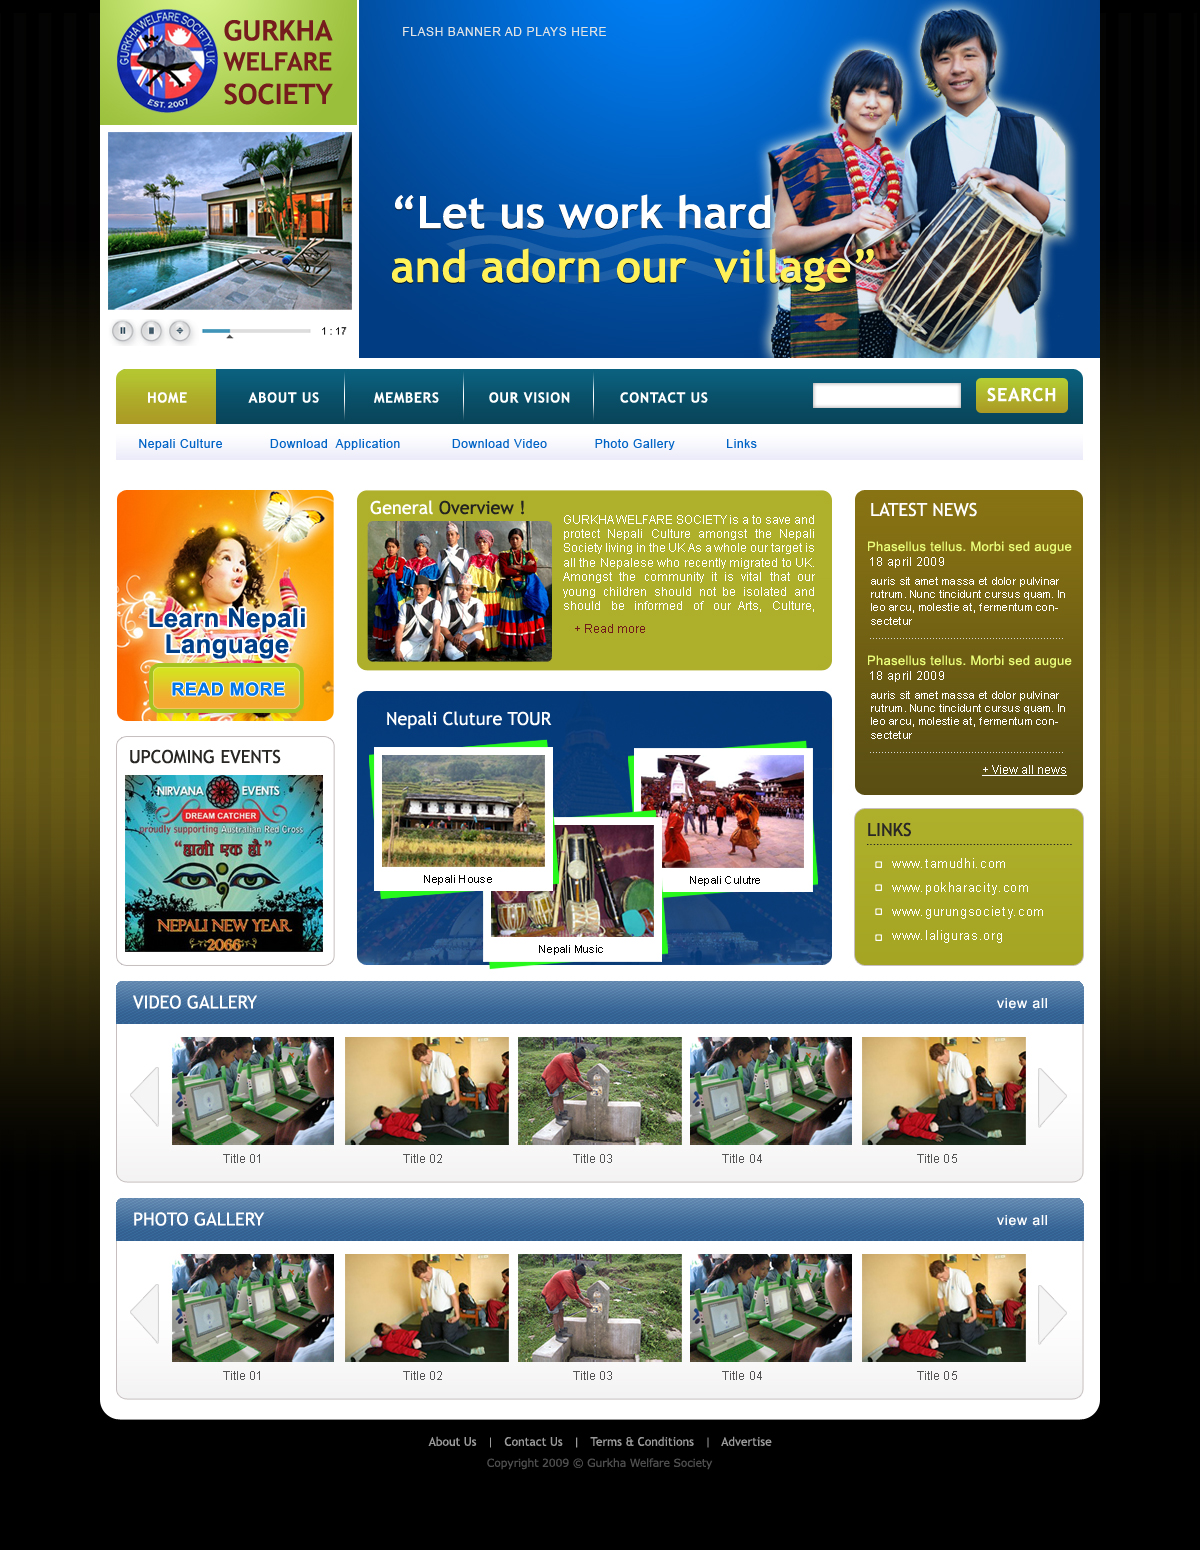 GURKHA WELFARE SOCIETY, UK
EST. 2007
GURKHA
WELFARE
SOCIETY
FLASH BANNER AD PLAYS HERE
“Let us work hard
and adorn our village”
1 : 17
HOME
ABOUT US
MEMBERS
OUR VISION
CONTACT US
SEARCH
Nepali Culture
Download Application
Download Video
Photo Gallery
Links
Learn Nepali
Language
READ MORE
UPCOMING EVENTS
NIRVANA EVENTS
DREAM CATCHER
proudly supporting Australian Red Cross
“हामी एक हौ”
NEPALI NEW YEAR
2066
General Overview !
GURKHA WELFARE SOCIETY is a to save and
protect Nepali Culture amongst the Nepali
Society living in the UK As a whole our target is
all the Nepalese who recently migrated to UK.
Amongst the community it is vital that our
young children should not be isolated and
should be informed of our Arts, Culture,
+ Read more
Nepali Cluture TOUR
Nepali House
Nepali Culutre
Nepali Music
LATEST NEWS
Phasellus tellus. Morbi sed augue
18 april 2009
auris sit amet massa et dolor pulvinar
rutrum. Nunc tincidunt cursus quam. In
leo arcu, molestie at, fermentum con-
sectetur
Phasellus tellus. Morbi sed augue
18 april 2009
auris sit amet massa et dolor pulvinar
rutrum. Nunc tincidunt cursus quam. In
leo arcu, molestie at, fermentum con-
sectetur
+ View all news
LINKS
www.tamudhi.com
www.pokharacity.com
www.gurungsociety.com
www.laliguras.org
VIDEO GALLERY
view all
Title 01
Title 02
Title 03
Title 04
Title 05
PHOTO GALLERY
view all
Title 01
Title 02
Title 03
Title 04
Title 05
About Us | Contact Us | Terms & Conditions | Advertise
Copyright 2009 © Gurkha Welfare Society